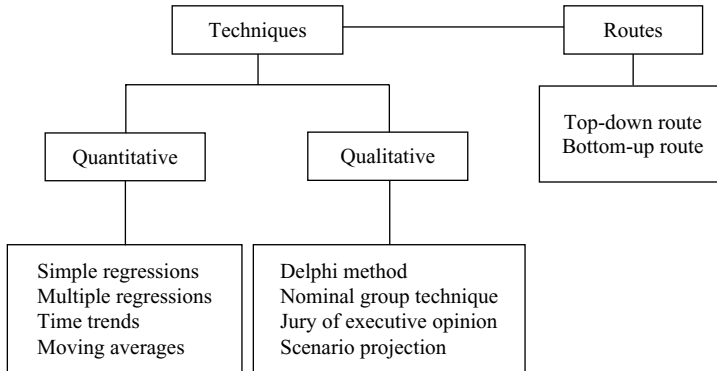 Techniques
Routes
Top-down route
Bottom-up route
Quantitative
Qualitative
Simple regressions
Multiple regressions
Time trends
Moving averages
Delphi method
Nominal group technique
Jury of executive opinion
Scenario projection